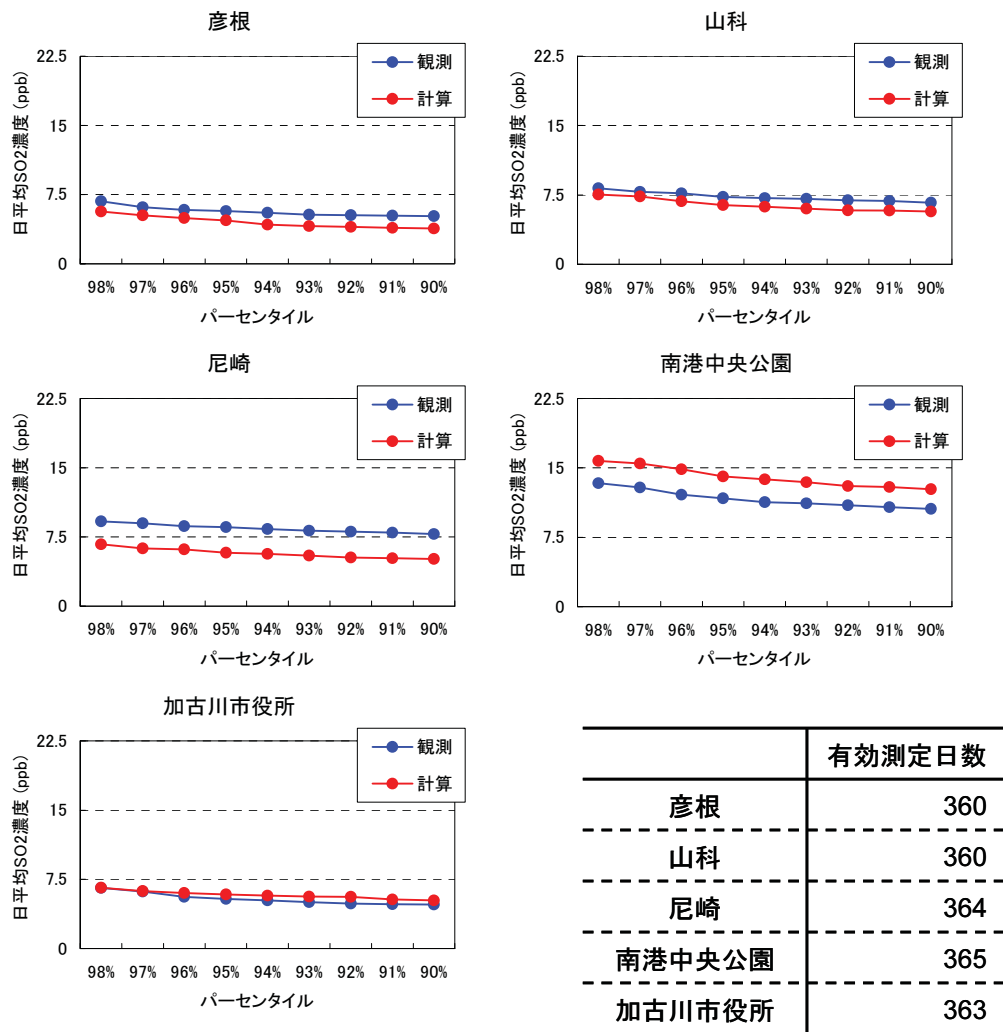 彦根
22.5
15
7.5
0
日平均SO2濃度 (ppb)
観測
計算
98% 97% 96% 95% 94% 93% 92% 91% 90%
パーセンタイル
山科
22.5
15
7.5
0
日平均SO2濃度 (ppb)
観測
計算
98% 97% 96% 95% 94% 93% 92% 91% 90%
パーセンタイル
尼崎
22.5
15
7.5
0
日平均SO2濃度 (ppb)
観測
計算
98% 97% 96% 95% 94% 93% 92% 91% 90%
パーセンタイル
南港中央公園
22.5
15
7.5
0
日平均SO2濃度 (ppb)
観測
計算
98% 97% 96% 95% 94% 93% 92% 91% 90%
パーセンタイル
加古川市役所
22.5
15
7.5
0
日平均SO2濃度 (ppb)
観測
計算
98% 97% 96% 95% 94% 93% 92% 91% 90%
パーセンタイル
有効測定日数
彦根 360
山科 360
尼崎 364
南港中央公園 365
加古川市役所 363